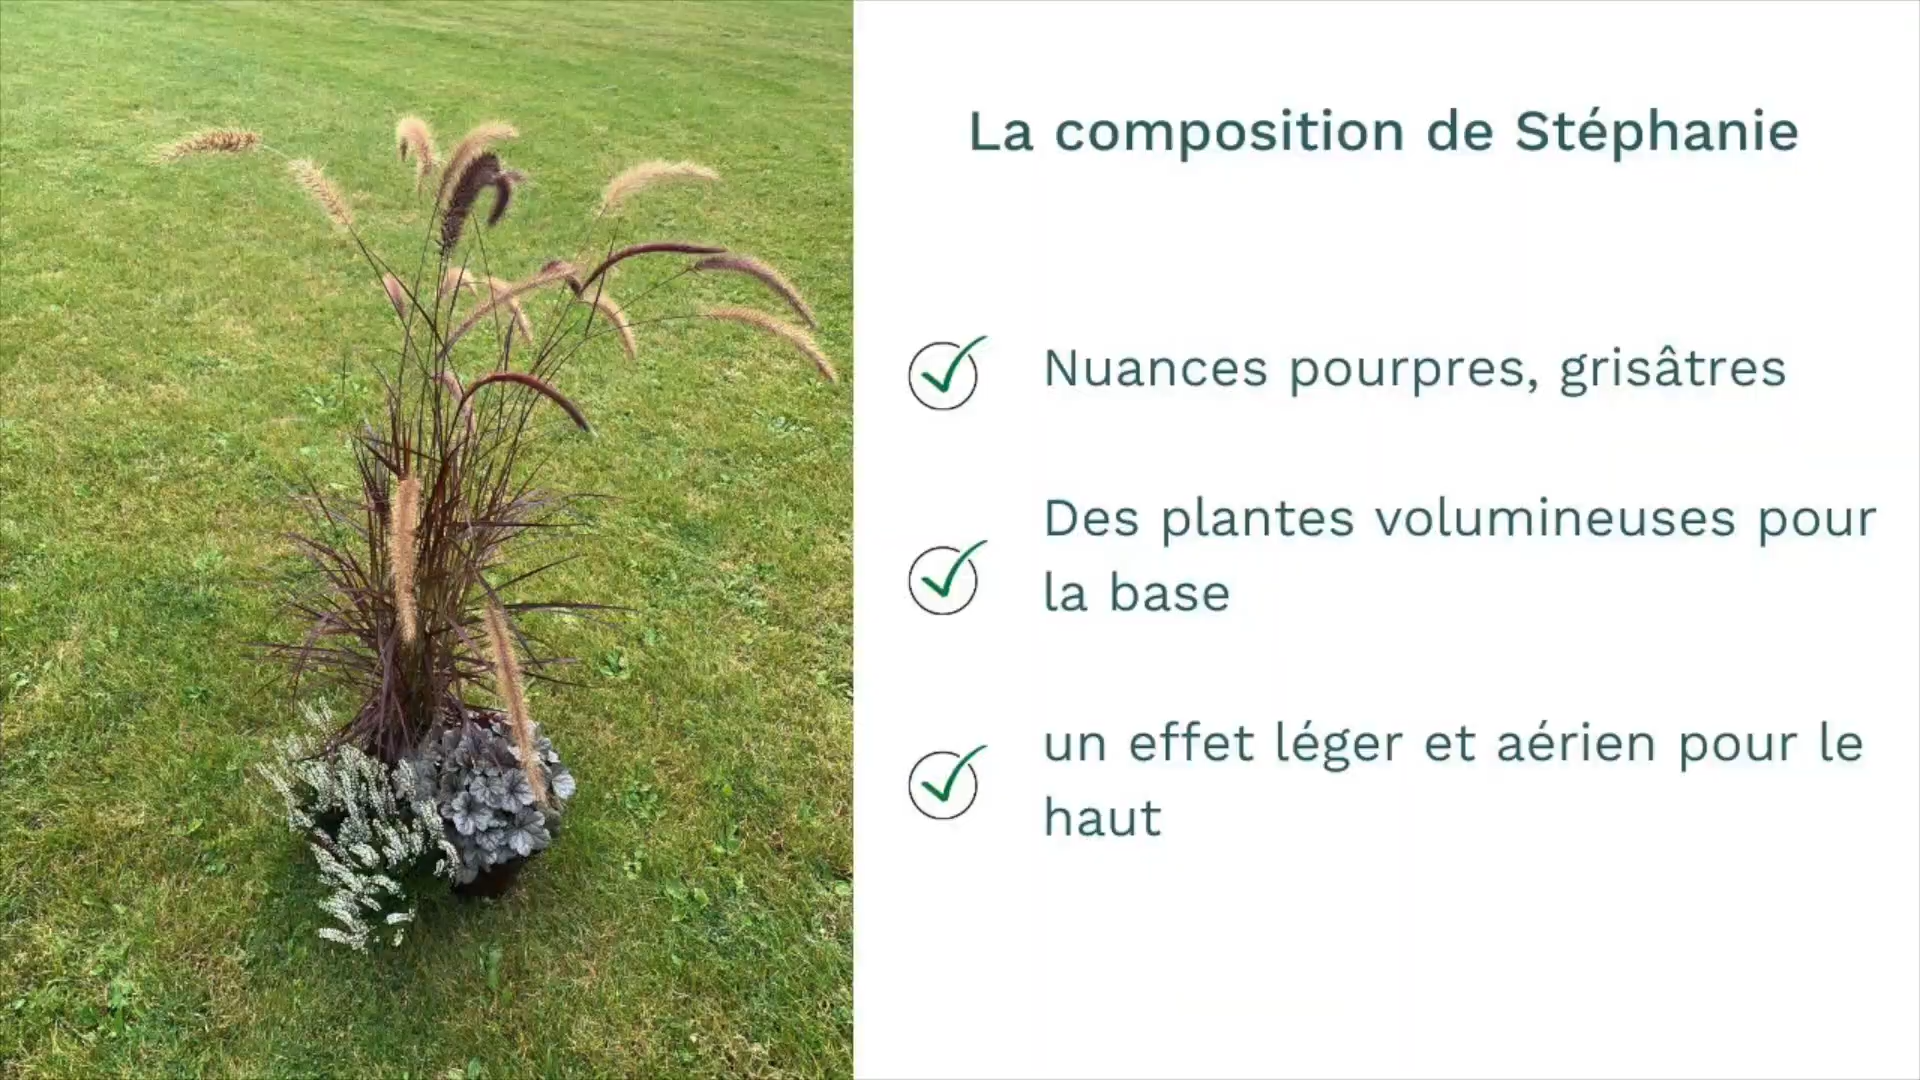 La composition de Stéphanie
Nuances pourpres, grisâtres
Des plantes volumineuses pour
la base
un effet léger et aérien pour le
haut